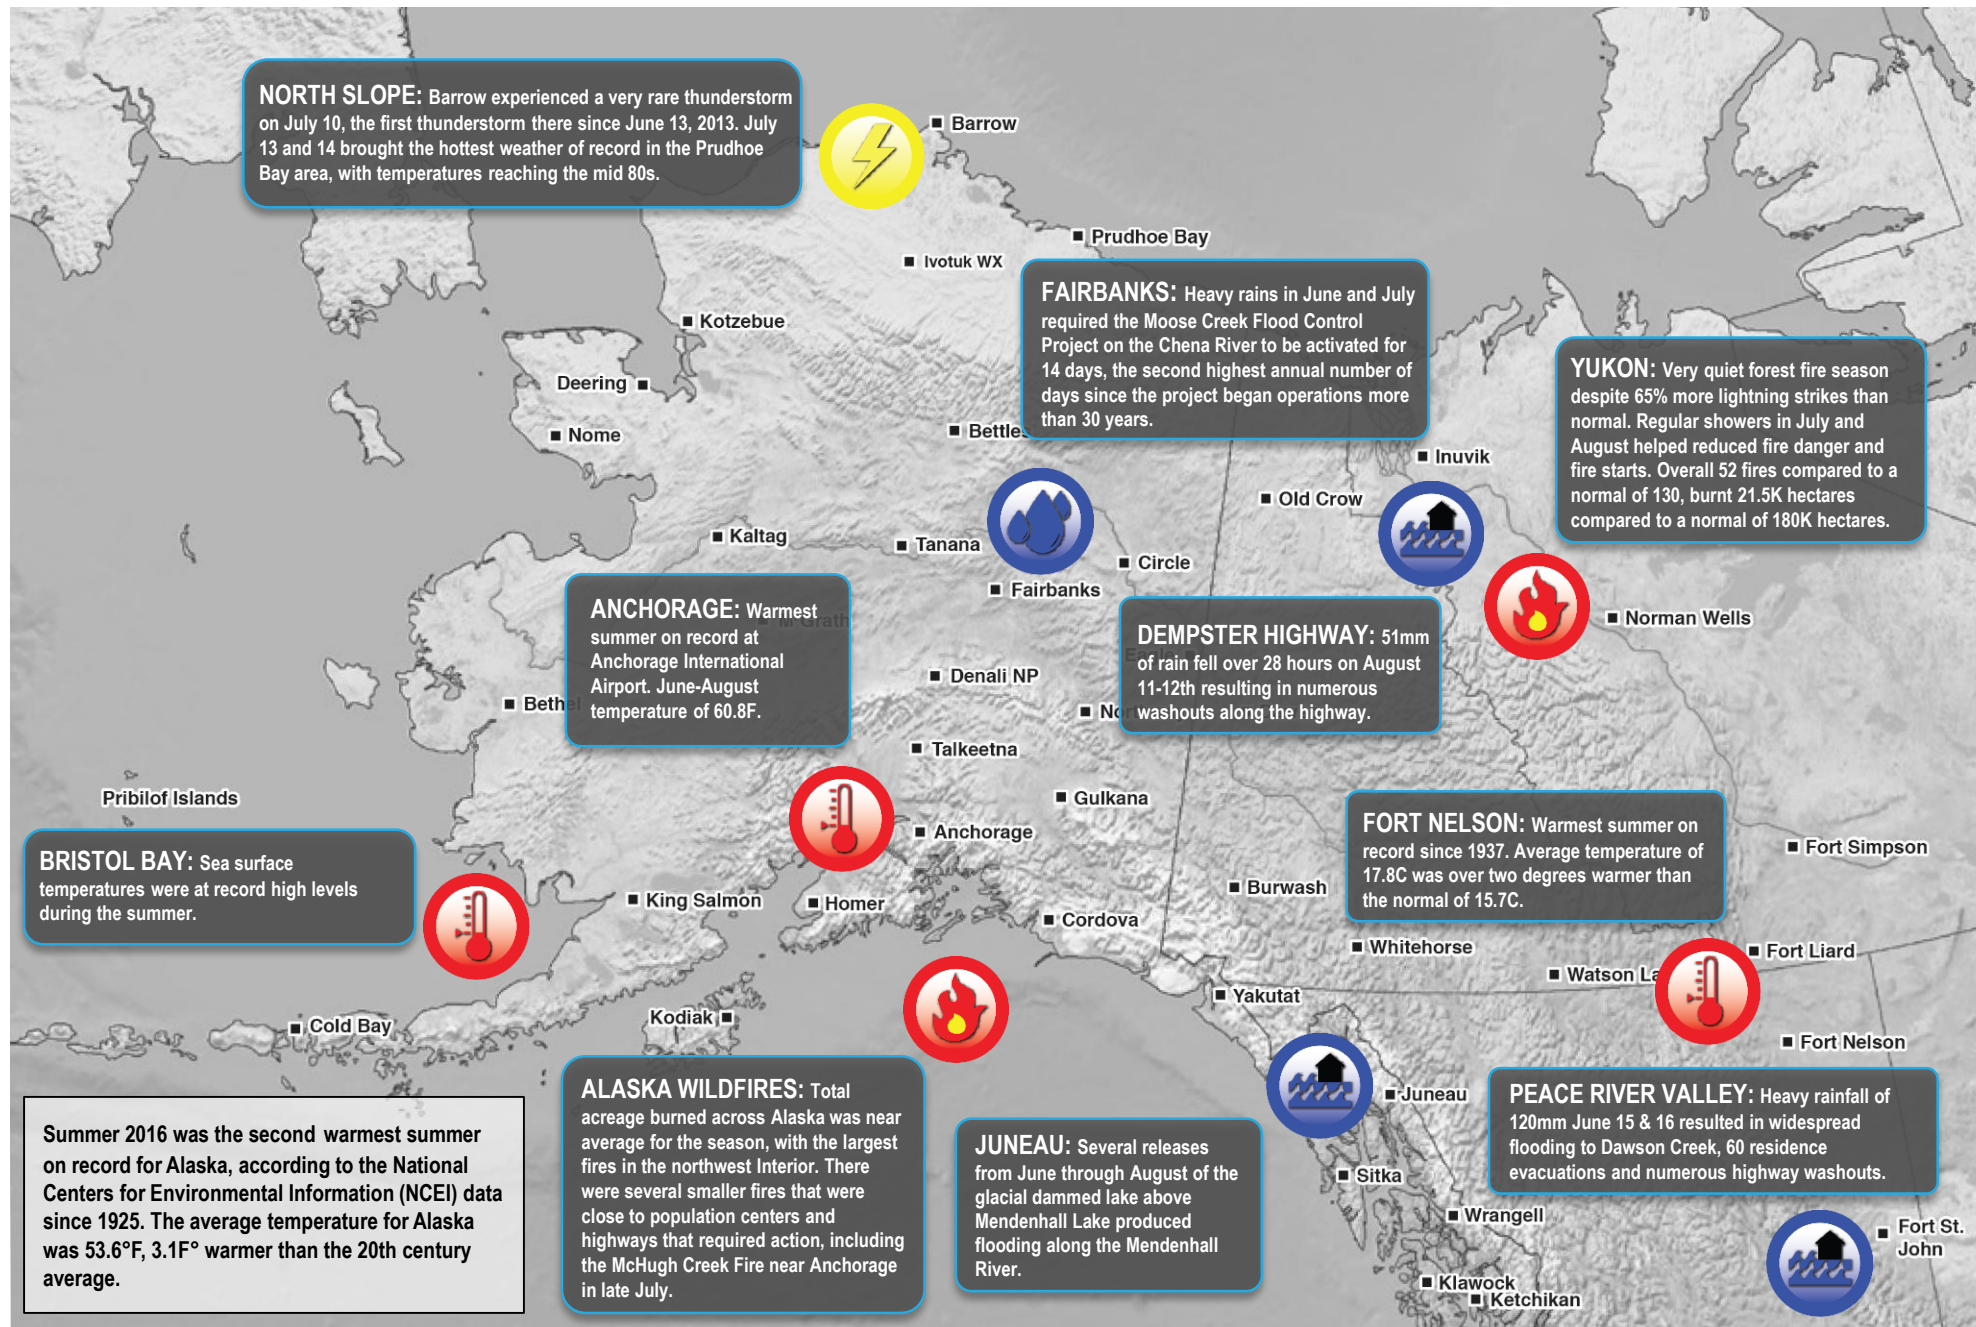 NORTH SLOPE: Barrow experienced a very rare thunderstorm
on July 10, the first thunderstorm there since June 13, 2013. July
13 and 14 brought the hottest weather of record in the Prudhoe
Bay area, with temperatures reaching the mid 80s.
Barrow
Prudhoe Bay
Ivotuk WX
Kotzebue
Deering
Nome
Bettles
FAIRBANKS: Heavy rains in June and July
required the Moose Creek Flood Control
Project on the Chena River to be activated for
14 days, the second highest annual number of
days since the project began operations more
than 30 years.
YUKON: Very quiet forest fire season
despite 65% more lightning strikes than
normal. Regular showers in July and
August helped reduced fire danger and
fire starts. Overall 52 fires compared to a
normal of 130, burnt 21.5K hectares
compared to a normal of 180K hectares.
Inuvik
Old Crow
Kaltag
Tanana
Circle
Fairbanks
Norman Wells
ANCHORAGE: Warmest
summer on record at
Anchorage International
Airport. June-August
temperature of 60.8F.
McGrath
DEMPSTER HIGHWAY: 51mm
of rain fell over 28 hours on August
11-12th resulting in numerous
washouts along the highway.
Eagle
Denali NP
Bethel
Nort
Talkeetna
Pribilof Islands
Gulkana
Anchorage
FORT NELSON: Warmest summer on
record since 1937. Average temperature of
17.8C was over two degrees warmer than
the normal of 15.7C.
Fort Simpson
BRISTOL BAY: Sea surface
temperatures were at record high levels
during the summer.
King Salmon
Homer
Burwash
Cordova
Whitehorse
Fort Liard
Watson La
Yakutat
Kodiak
Cold Bay
Fort Nelson
ALASKA WILDFIRES: Total
acreage burned across Alaska was near
average for the season, with the largest
fires in the northwest Interior. There
were several smaller fires that were
close to population centers and
highways that required action, including
the McHugh Creek Fire near Anchorage
in late July.
Juneau
PEACE RIVER VALLEY: Heavy rainfall of
120mm June 15 & 16 resulted in widespread
flooding to Dawson Creek, 60 residence
evacuations and numerous highway washouts.
Summer 2016 was the second warmest summer
on record for Alaska, according to the National
Centers for Environmental Information (NCEI) data
since 1925. The average temperature for Alaska
was 53.6°F, 3.1F° warmer than the 20th century
average.
JUNEAU: Several releases
from June through August of the
glacial dammed lake above
Mendenhall Lake produced
flooding along the Mendenhall
River.
Sitka
Wrangell
Fort St.
John
Klawock
Ketchikan